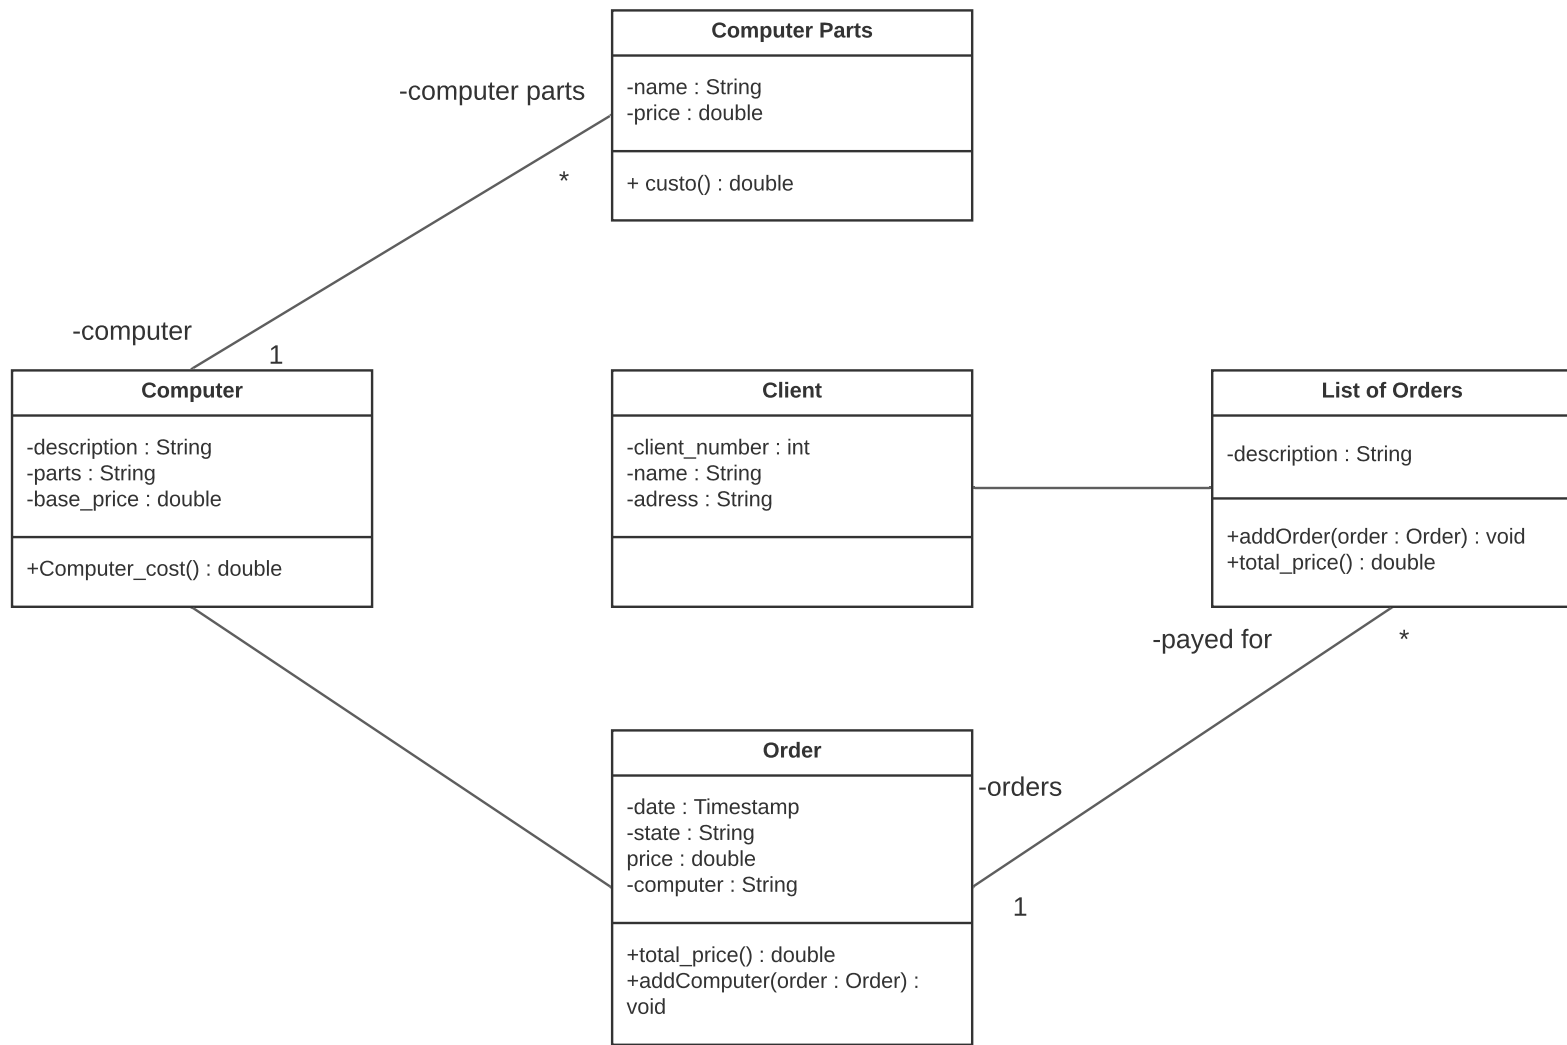 Computer Parts
-name : String
-price : double
+ custo() : double
-computer parts
*
-computer
1
Computer
-description : String
-parts : String
-base_price : double
+Computer_cost() : double
Client
-client_number : int
-name : String
-adress : String
List of Orders
-description : String
+addOrder(order : Order) : void
+total_price() : double
-payed for
*
Order
-date : Timestamp
-state : String
price : double
-computer : String
+total_price() : double
+addComputer(order : Order) :
void
-orders
1